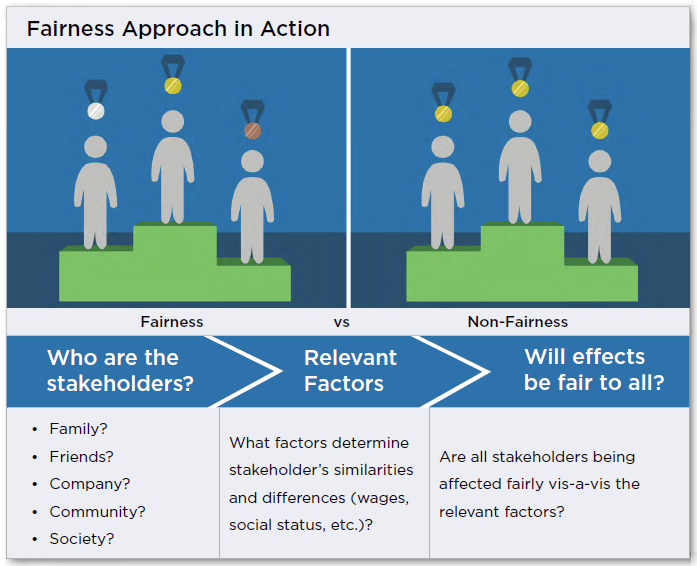 Fairness Approach in Action
Fairness
vs
Non-Fairness
Who are the
stakeholders?
Relevant
Factors
Will effects
be fair to all?
• Family?
• Friends?
• Company?
• Community?
• Society?
What factors determine
stakeholder's similarities
and differences (wages,
social status, etc.)?
Are all stakeholders being
affected fairly vis-a-vis the
relevant factors?